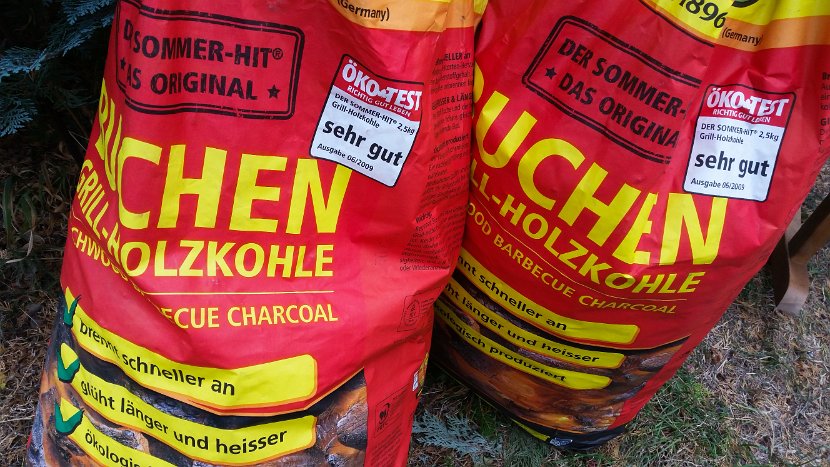 (Germany)
DER SOMMER-HIT®
DAS ORIGINAL
ÖKO-TEST
RICHTIG GUT LEBEN
DER SOMMER-HIT® 2,5kg
Grill-Holzkohle
sehr gut
Ausgabe 06/2009
BUCHEN
GRILL-HOLZKOHLE
BARBECUE CHARCOAL
brennt schneller an
glüht länger und heisser
1896
(Germany)
DER SOMMER-
DAS ORIGINA
ÖKO-TEST
RICHTIG GUT LEBEN
DER SOMMER-HIT® 2,5kg
Grill-Holzkohle
sehr gut
Ausgabe 06/2009
BUCHEN
GRILL-HOLZKOHLE
BARBECUE CHARCOAL
brennt schneller an
glüht länger und heisser
ökologisch produziert